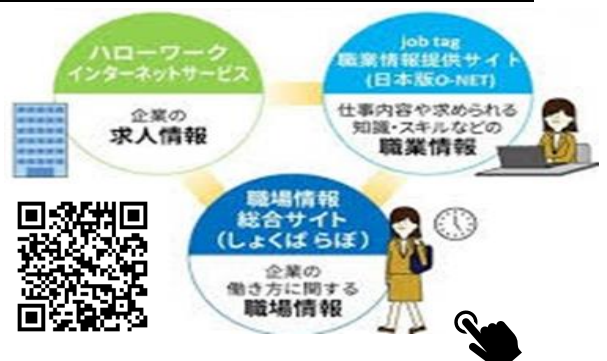 ハローワーク
インターネットサービス
企業の
求人情報
job tag
職業情報提供サイト
(日本版O-NET)
仕事内容や求められる
知識・スキルなどの
職業情報
職場情報
総合サイト
(しょくばらぼ)
企業の
働き方に関する
職場情報